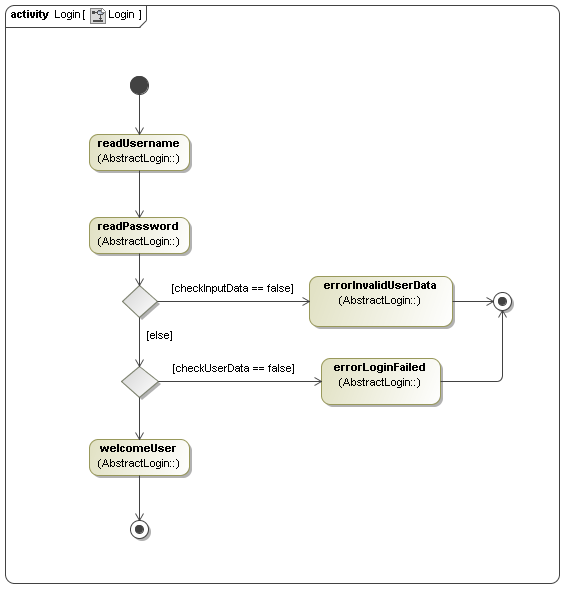 activity Login[ Login ]
readUsername
(AbstractLogin::)
readPassword
(AbstractLogin::)
[checkInputData == false]
errorInvalidUserData
(AbstractLogin::)
[else]
[checkUserData == false]
errorLoginFailed
(AbstractLogin::)
welcomeUser
(AbstractLogin::)